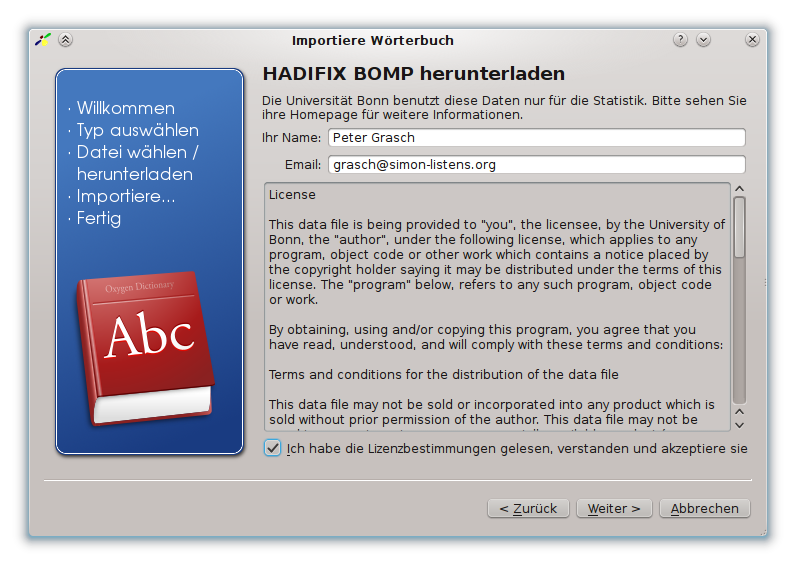 Importiere Wörterbuch
· Willkommen
· Typ auswählen
· Datei wählen /
herunterladen
· Importiere...
· Fertig
Oxygen Dictionary
Abc
HADIFIX BOMP herunterladen
Die Universität Bonn benutzt diese Daten nur für die Statistik. Bitte sehen Sie
ihre Homepage für weitere Informationen.
Ihr Name: Peter Grasch
Email: grasch@simon-listens.org
License
This data file is being provided to "you", the licensee, by the University of
Bonn, the "author", under the following license, which applies to any
program, object code or other work which contains a notice placed by
the copyright holder saying it may be distributed under the terms of this
license. The "program" below, refers to any such program, object code
or work.
By obtaining, using and/or copying this program, you agree that you
have read, understood, and will comply with these terms and conditions:
Terms and conditions for the distribution of the data file
This data file may not be sold or incorporated into any product which is
sold without prior permission of the author. This data file may not be
Ich habe die Lizenzbestimmungen gelesen, verstanden und akzeptiere sie
< Zurück
Weiter >
Abbrechen